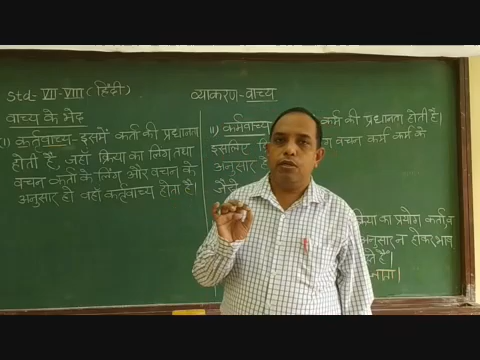 Std- VII-VIII (हिंदी)
व्याकरण-वाच्य
वाच्य के भेद
(i) कर्तृवाच्य - इसमें कर्ता की प्रधानता
होती हैं, जहाँ क्रिया का लिंग तथा
वचन कर्ता के लिंग और वचन के
अनुसार हो वहाँ कर्तृवाच्य होता है।
ii) कर्मवाच्य कर्म की प्रधानता होती है।
इसलिए वचन कर्म कर्म के
अनुसार
जैसे
क्रिया का प्रयोग कर्ता, व
अनुसार न होकर भाव
है।